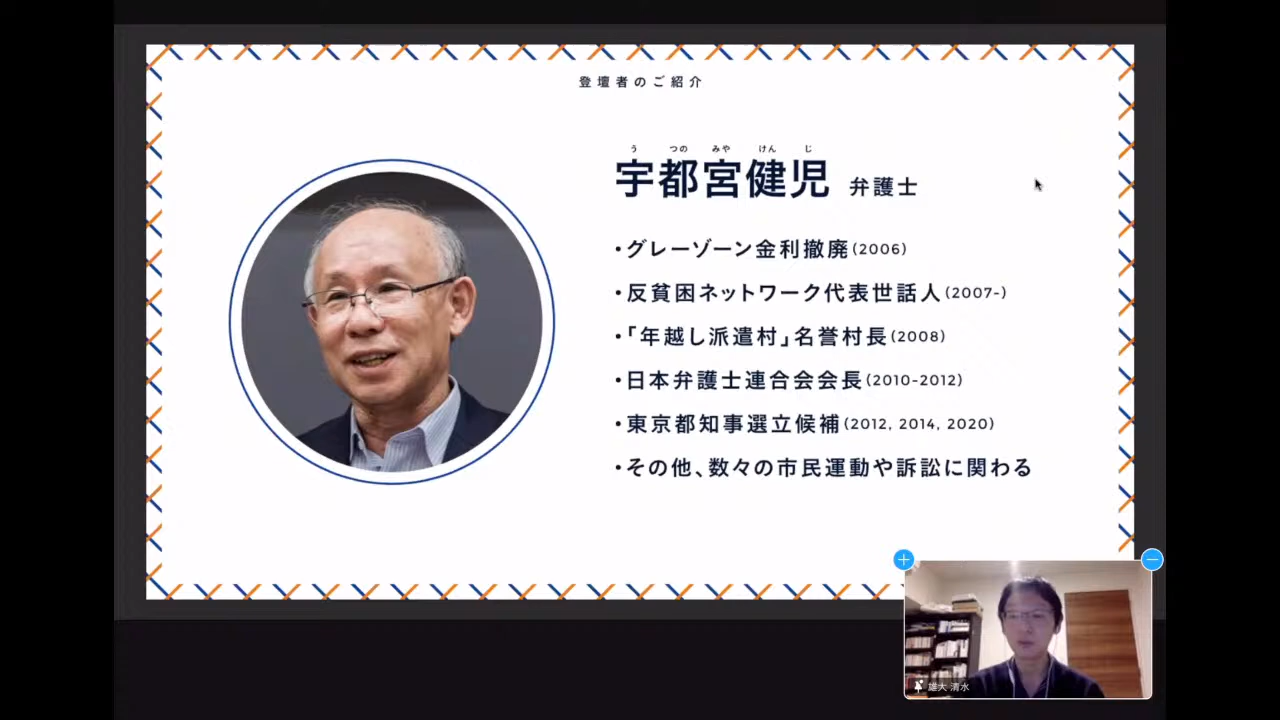 登壇者のご紹介
う つの みや けん じ
宇都宮健児 弁護士
•グレーゾーン金利撤廃(2006)
•反貧困ネットワーク代表世話人(2007-)
•「年越し派遣村」名誉村長(2008)
•日本弁護士連合会会長(2010-2012)
•東京都知事選立候補(2012, 2014, 2020)
•その他、数々の市民運動や訴訟に関わる
雄大 清水